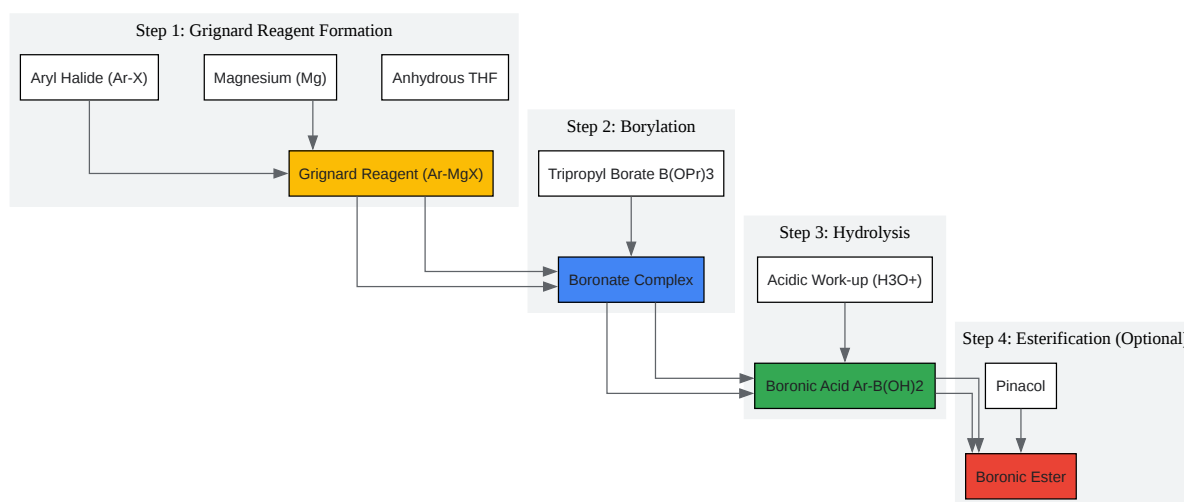 Step 1: Grignard Reagent Formation
Aryl Halide (Ar-X)
Magnesium (Mg)
Anhydrous THF
Grignard Reagent (Ar-MgX)
Step 2: Borylation
Tripropyl Borate B(OPr)3
Boronate Complex
Step 3: Hydrolysis
Acidic Work-up (H3O+)
Boronic Acid Ar-B(OH)2
Step 4: Esterification (Optional)
Pinacol
Boronic Ester